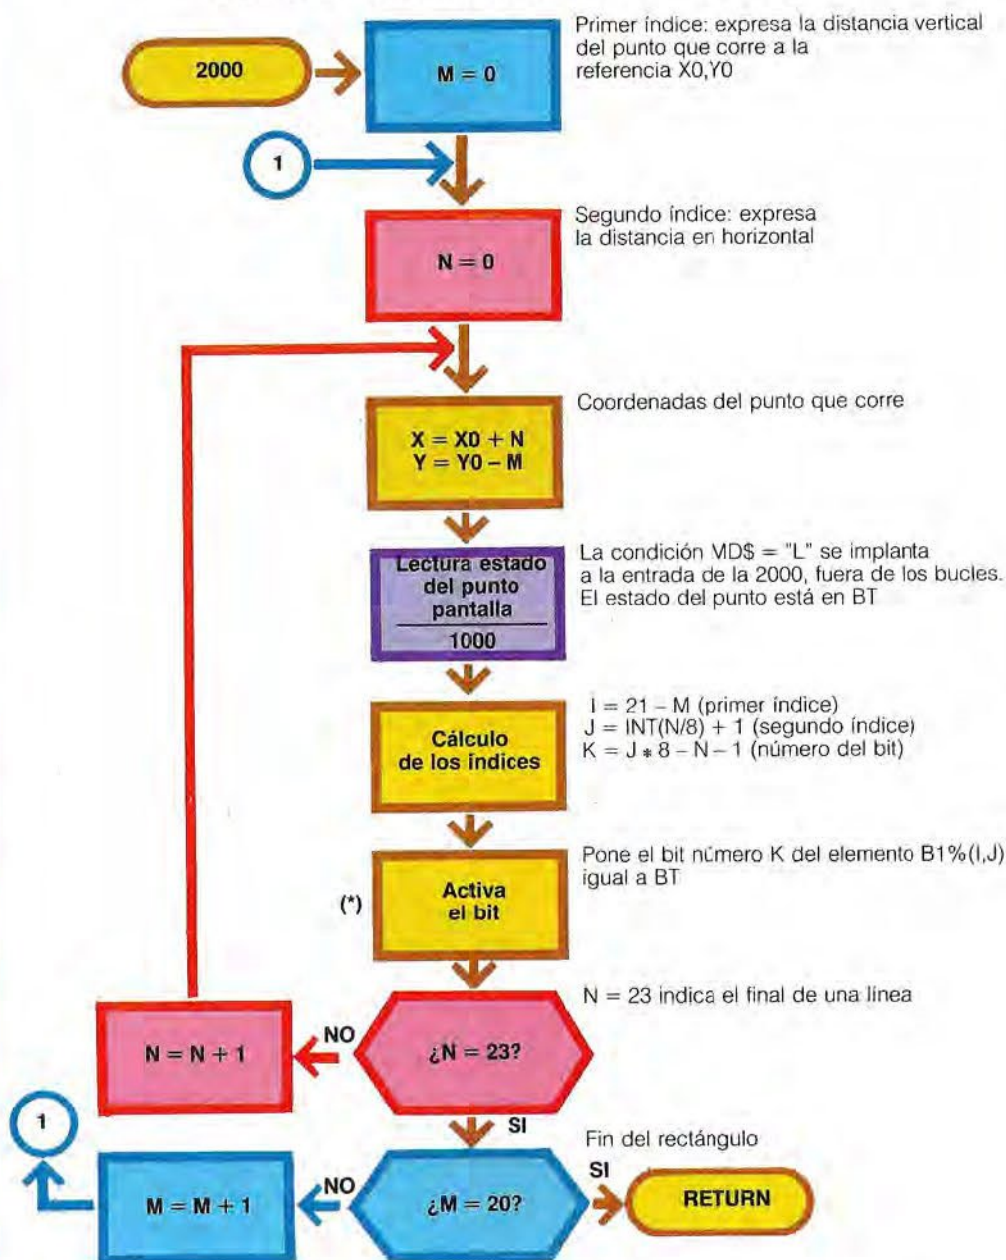 Primer índice: expresa la distancia vertical
del punto que corre a la
referencia X0,Y0
2000
M = 0
1
Segundo índice: expresa
la distancia en horizontal
N = 0
Coordenadas del punto que corre
X = X0 + N
Y = Y0 – M
Lectura estado
del punto
pantalla
1000
La condición MD$ = "L" se implanta
a la entrada de la 2000, fuera de los bucles.
El estado del punto está en BT
Cálculo
de los índices
I = 21 – M (primer índice)
J = INT(N/8) + 1 (segundo índice)
K = J * 8 – N – 1 (número del bit)
(*)
Activa
el bit
Pone el bit número K del elemento B1%(I,J)
igual a BT
N = 23 indica el final de una línea
N = N + 1
NO
¿N = 23?
SI
1
Fin del rectángulo
M = M + 1
NO
¿M = 20?
SI
RETURN